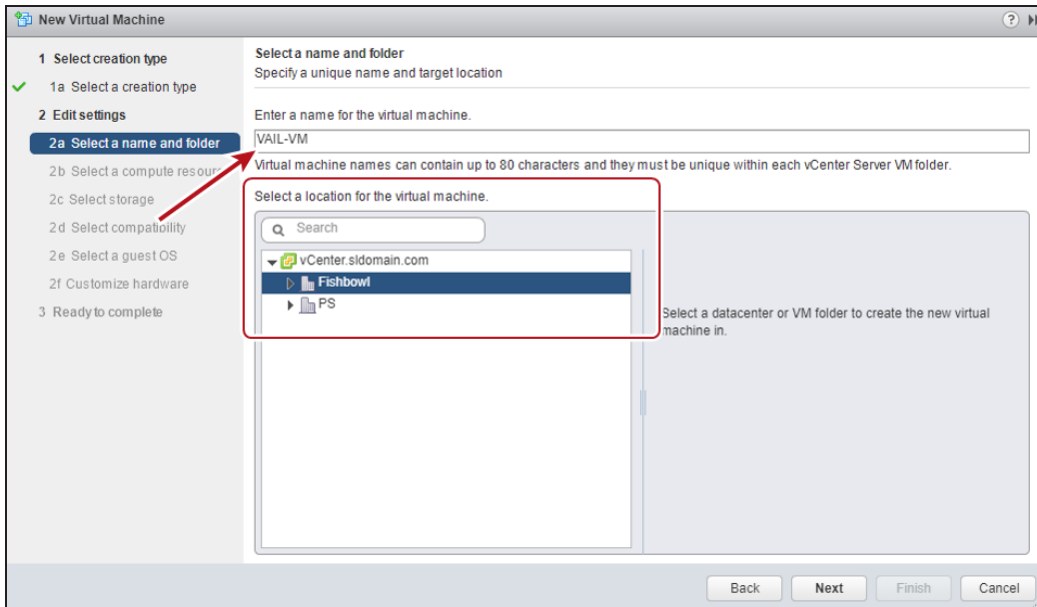 New Virtual Machine
1 Select creation type
1a Select a creation type
2 Edit settings
2a Select a name and folder
2b Select a compute resour
2c Select storage
2d Select compatibility
2e Select a guest OS
2f Customize hardware
3 Ready to complete
Select a name and folder
Specify a unique name and target location
Enter a name for the virtual machine.
VAIL-VM
Virtual machine names can contain up to 80 characters and they must be unique within each vCenter Server VM folder.
Select a location for the virtual machine.
Search
vCenter.sldomain.com
Fishbowl
PS
Select a datacenter or VM folder to create the new virtual
machine in.
Back Next Finish Cancel